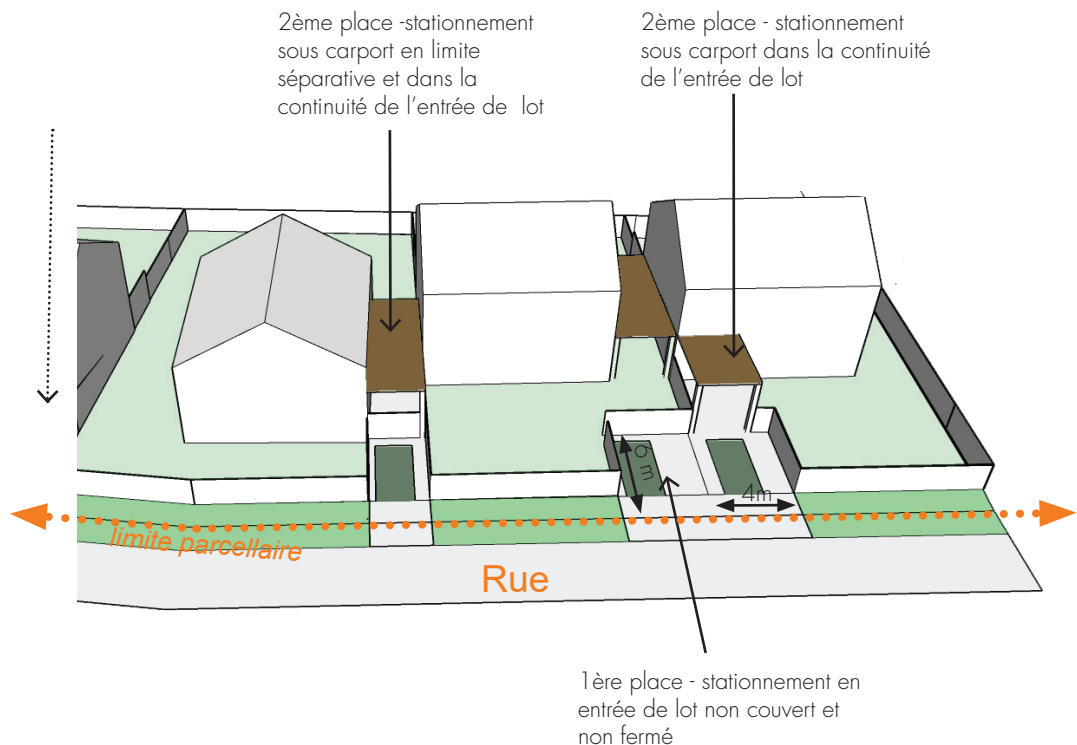 2ème place -stationnement
sous carport en limite
séparative et dans la
continuité de l'entrée de lot
2ème place - stationnement
sous carport dans la continuité
de l'entrée de lot
6 m
4m
limite parcellaire
Rue
1ère place - stationnement en
entrée de lot non couvert et
non fermé